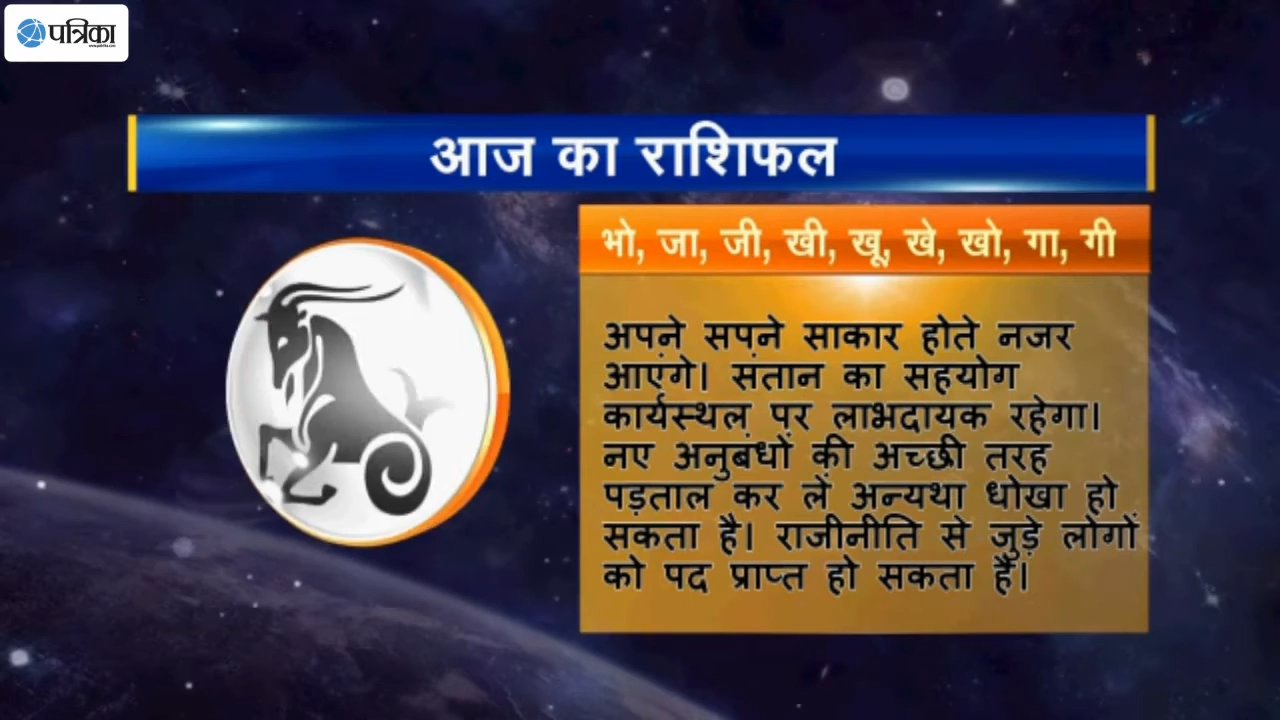 पत्रिका
आज का राशिफल
भो, जा, जी, खी, खू, खे, खो, गा, गी
अपने सपने साकार होते नजर
आएंगे। संतान का सहयोग
कार्यस्थल पर लाभदायक रहेगा।
नए अनुबंधों की अच्छी तरह
पड़ताल कर लें अन्यथा धोखा हो
सकता है। राजीनीति से जुड़े लोगों
को पद प्राप्त हो सकता हैं।